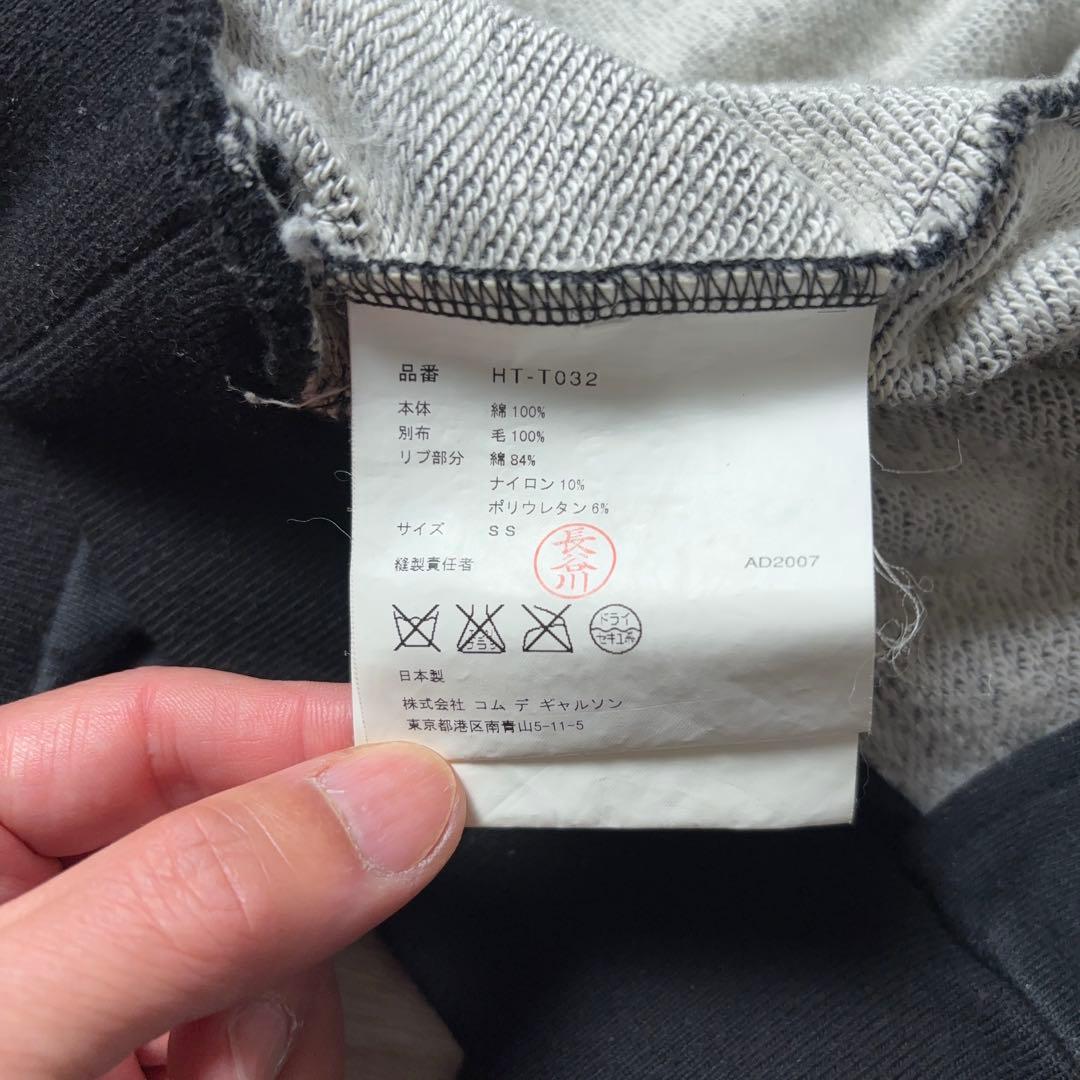 品番 HT-T032
本体 綿 100%
別布 毛 100%
リブ部分 綿 84%
ナイロン 10%
ポリウレタン 6%
サイズ SS
縫製責任者 長谷川 AD2007
ドライ
セキユ系
日本製
株式会社 コム デ ギャルソン
東京都港区南青山5-11-5